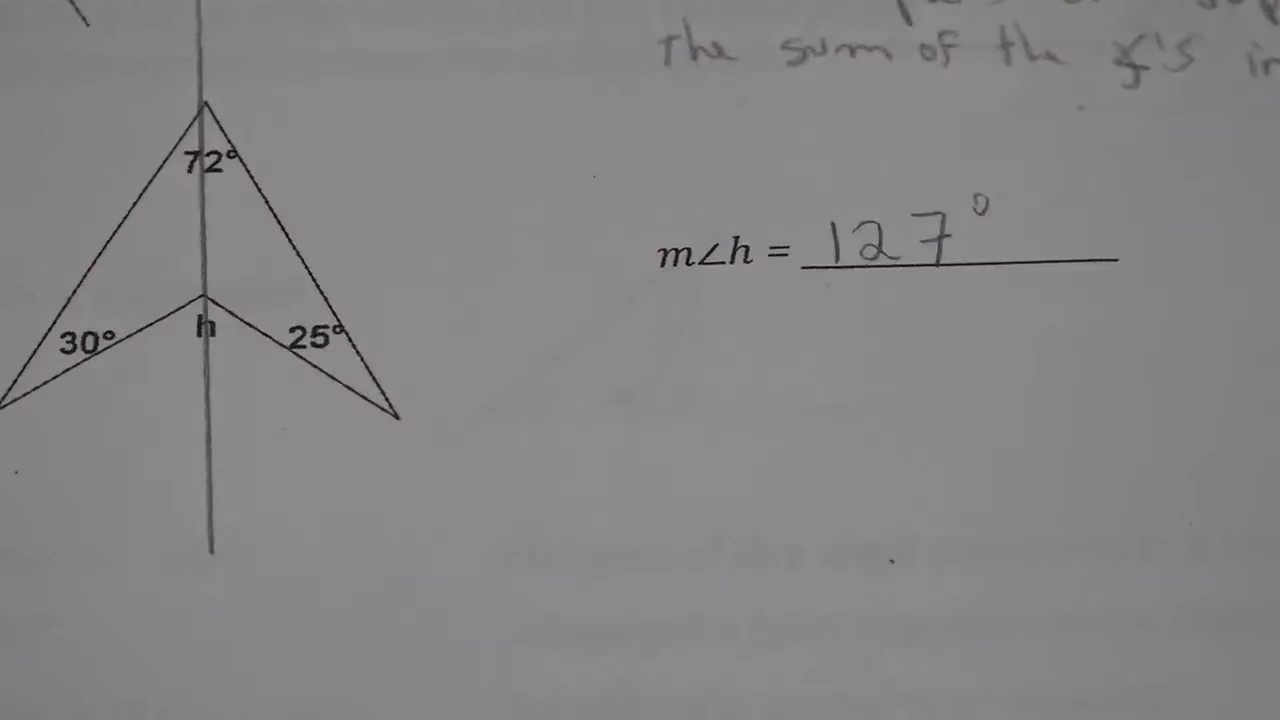 The sum of the ∡'s in
72°
m∠h = 127°
30°
h
25°